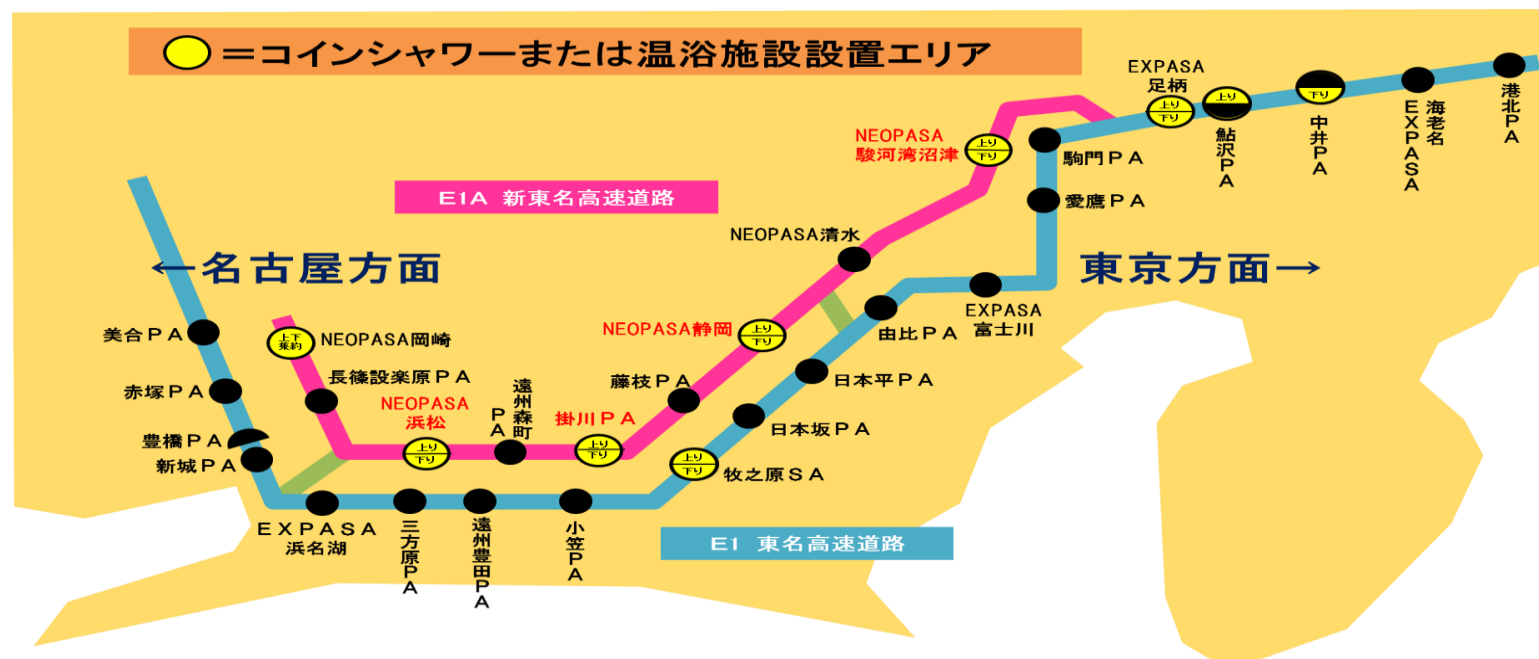 ＝コインシャワーまたは温浴施設設置エリア
EXPASA
足柄
上り
下り
上り
鮎沢ＰＡ
下り
中井ＰＡ
海老名
EXPASA
港北ＰＡ
NEOPASA
駿河湾沼津
上り
下り
駒門ＰＡ
愛鷹ＰＡ
E1A 新東名高速道路
NEOPASA清水
←名古屋方面
東京方面→
EXPASA
富士川
由比ＰＡ
NEOPASA静岡
上り
下り
美合ＰＡ
上下
集約
NEOPASA岡崎
長篠設楽原ＰＡ
日本平ＰＡ
赤塚ＰＡ
藤枝ＰＡ
NEOPASA
浜松
上り
下り
遠州森町
ＰＡ
掛川ＰＡ
上り
下り
日本坂ＰＡ
豊橋ＰＡ
新城ＰＡ
上り
下り
牧之原ＳＡ
ＥＸＰＡＳＡ
浜名湖
三方原ＰＡ
遠州豊田ＰＡ
小笠ＰＡ
E1 東名高速道路